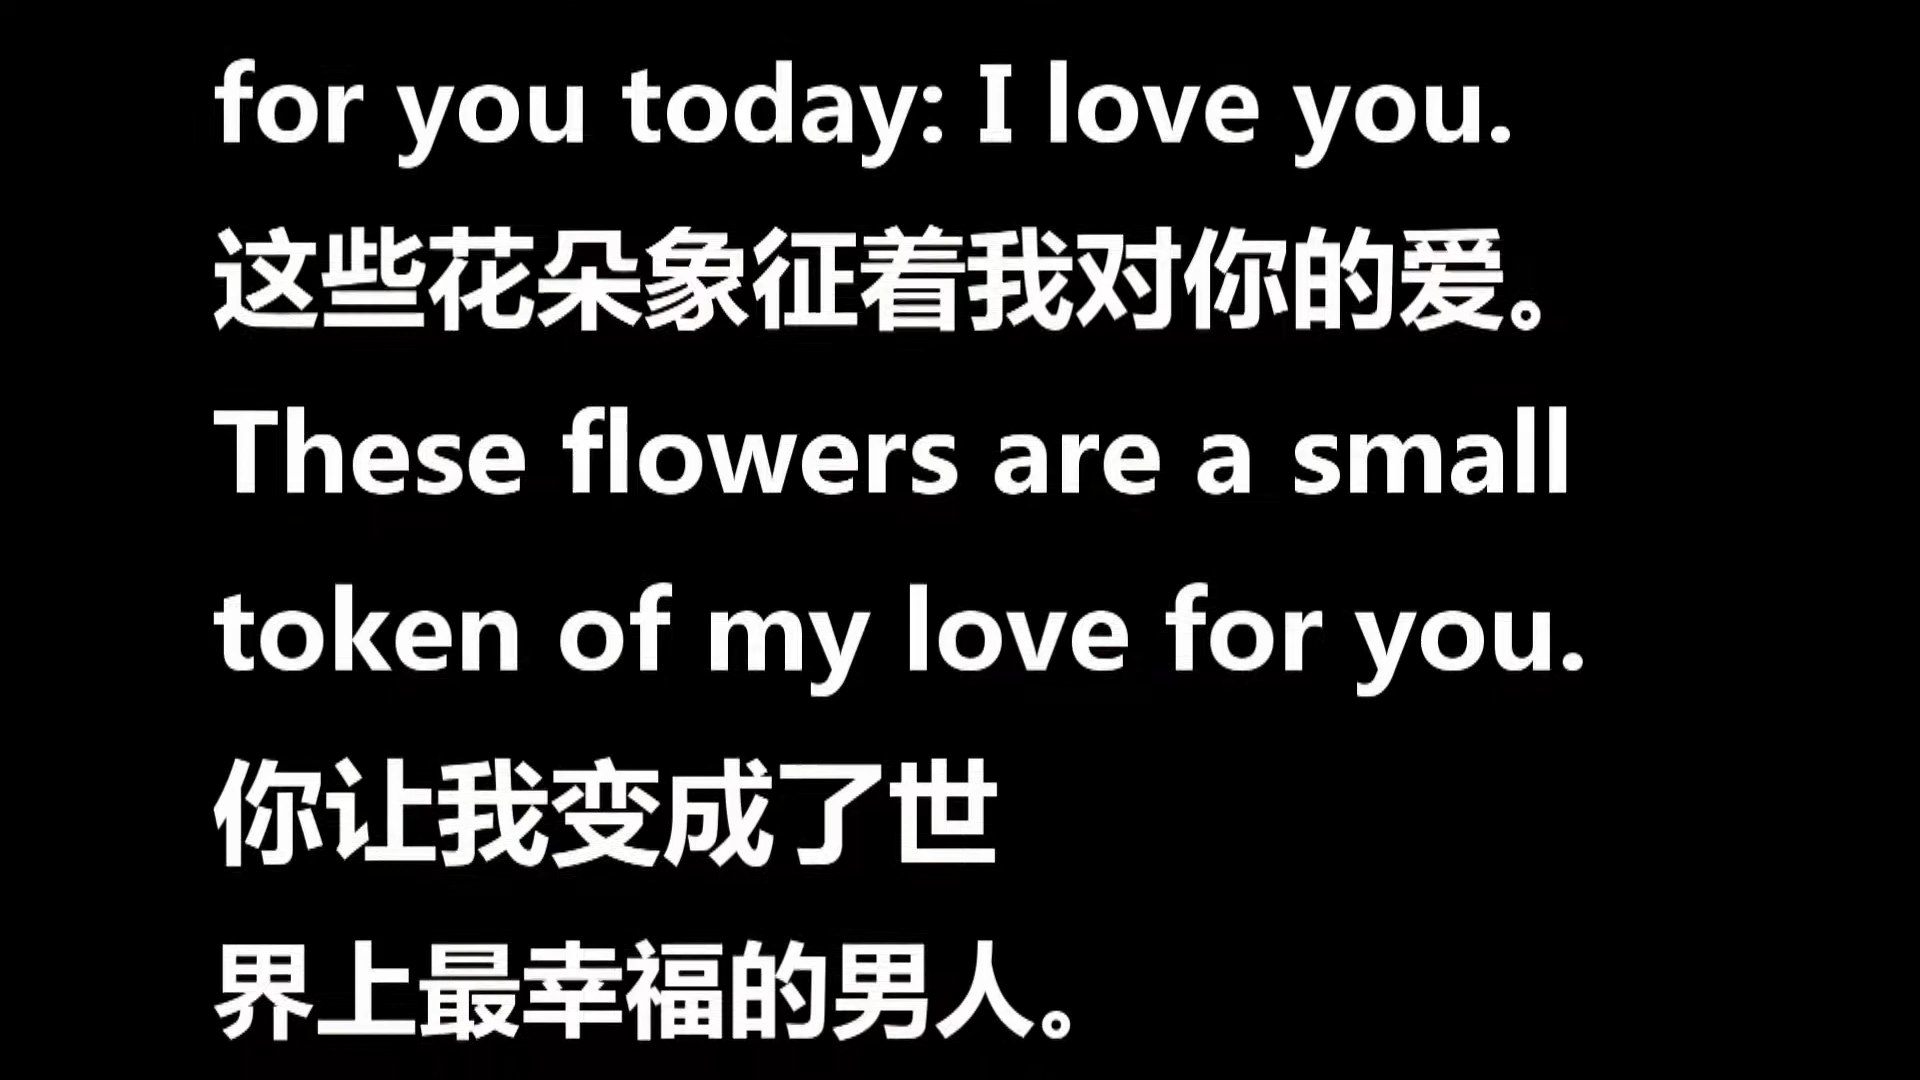 for you today: I love you.
这些花朵象征着我对你的爱。
These flowers are a small
token of my love for you.
你让我变成了世
界上最幸福的男人。